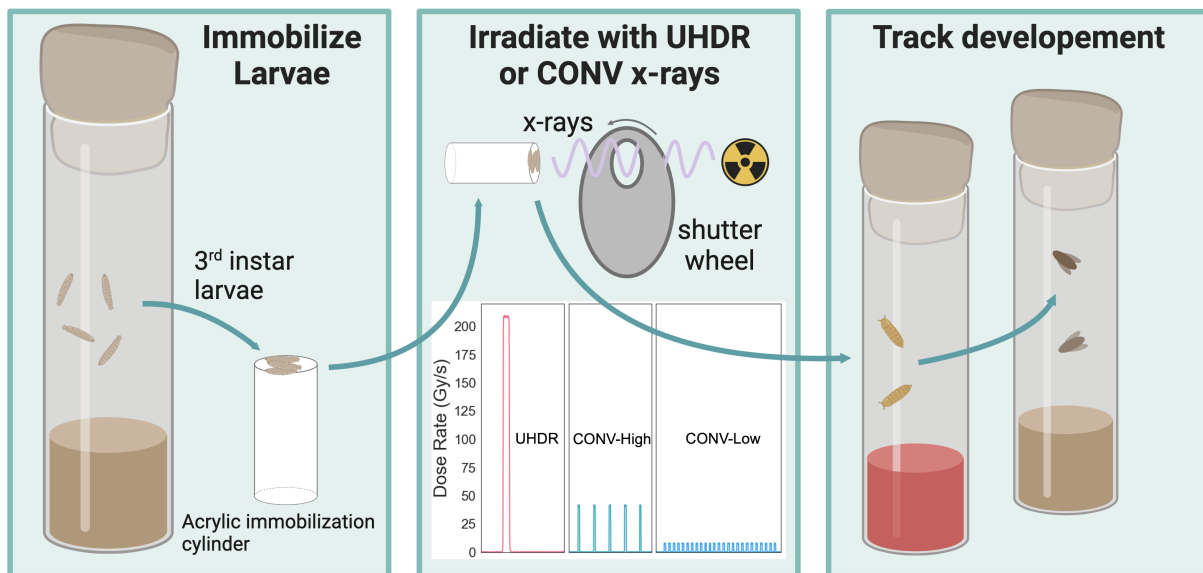 Immobilize
Larvae
3rd instar
larvae
Acrylic immobilization
cylinder
Irradiate with UHDR
or CONV x-rays
x-rays
shutter
wheel
Dose Rate (Gy/s)
200
175
150
125
100
75
50
25
0
UHDR
CONV-High
CONV-Low
Track developement